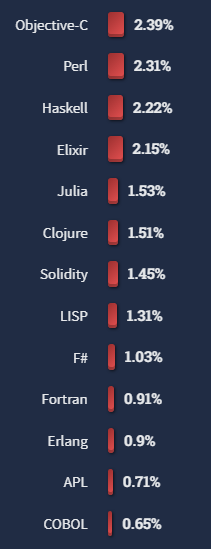 Objective-C 2.39%
Perl 2.31%
Haskell 2.22%
Elixir 2.15%
Julia 1.53%
Clojure 1.51%
Solidity 1.45%
LISP 1.31%
F# 1.03%
Fortran 0.91%
Erlang 0.9%
APL 0.71%
COBOL 0.65%